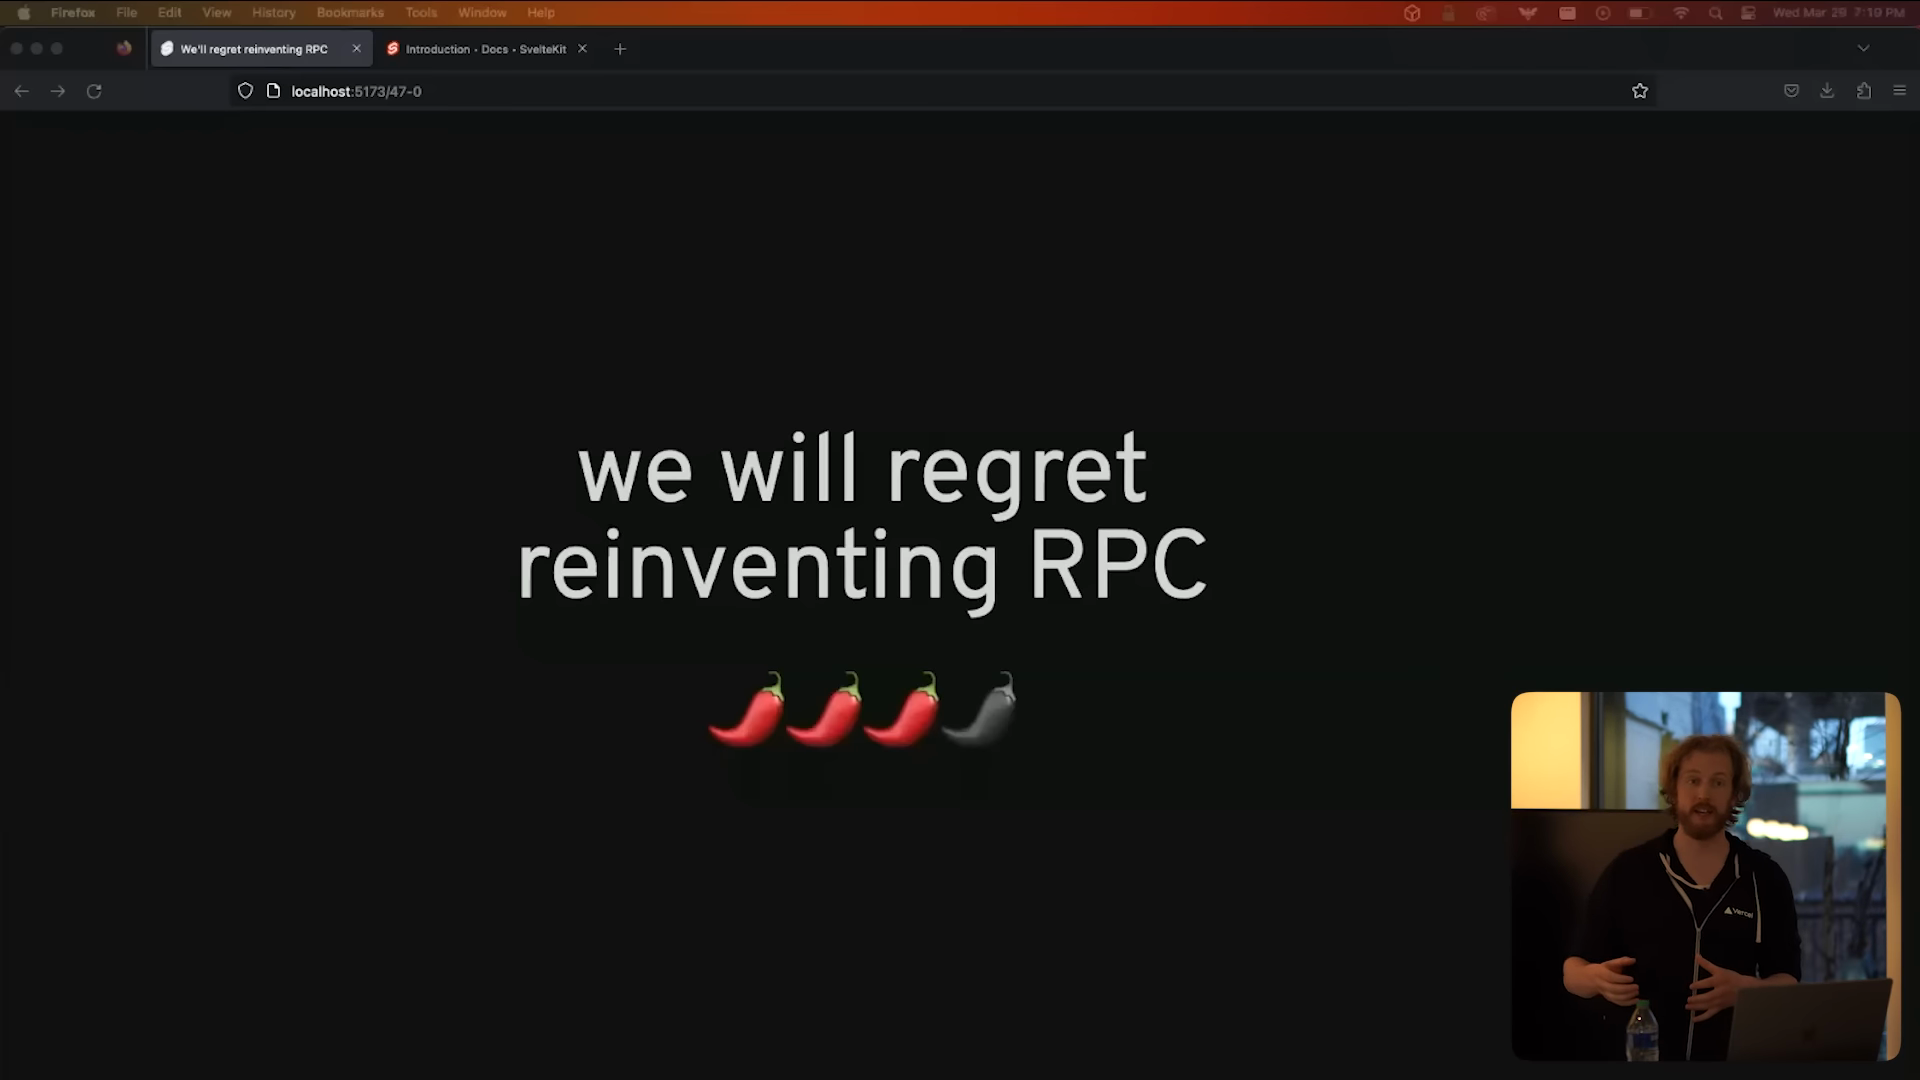 Firefox File Edit View History Bookmarks Tools Window Help Wed Mar 29 7:19 PM
We'll regret reinventing RPC Introduction • Docs • SvelteKit
localhost:5173/47-0
we will regret
reinventing RPC
Vercel